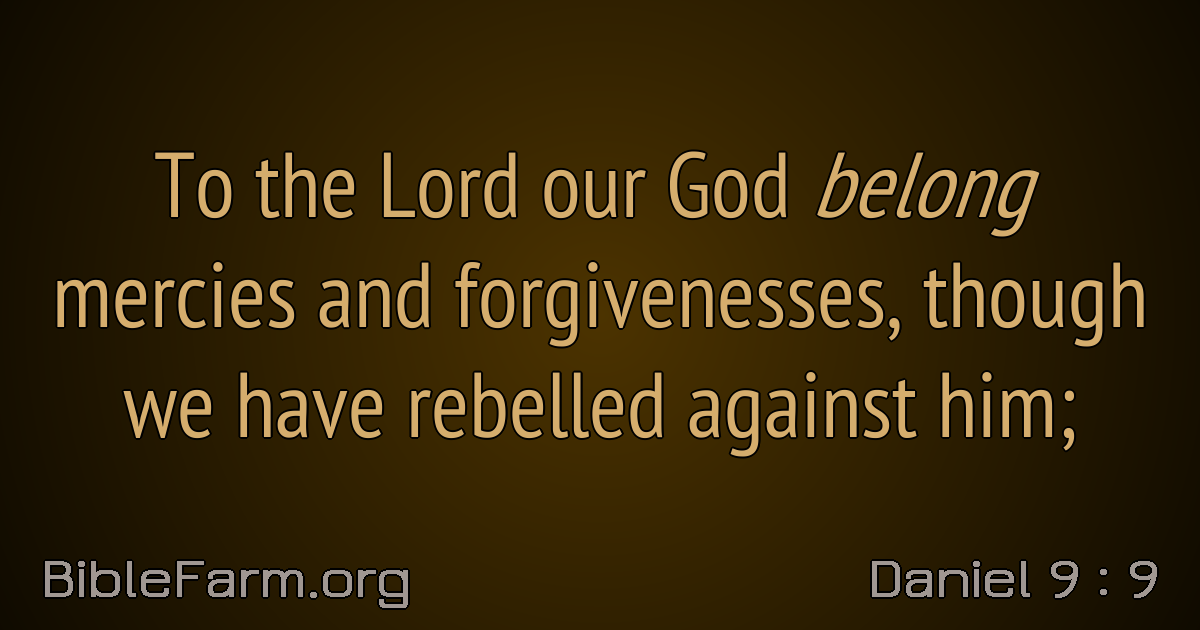 To the Lord our God belong
mercies and forgivenesses, though
we have rebelled against him;
BibleFarm.org
Daniel 9 : 9